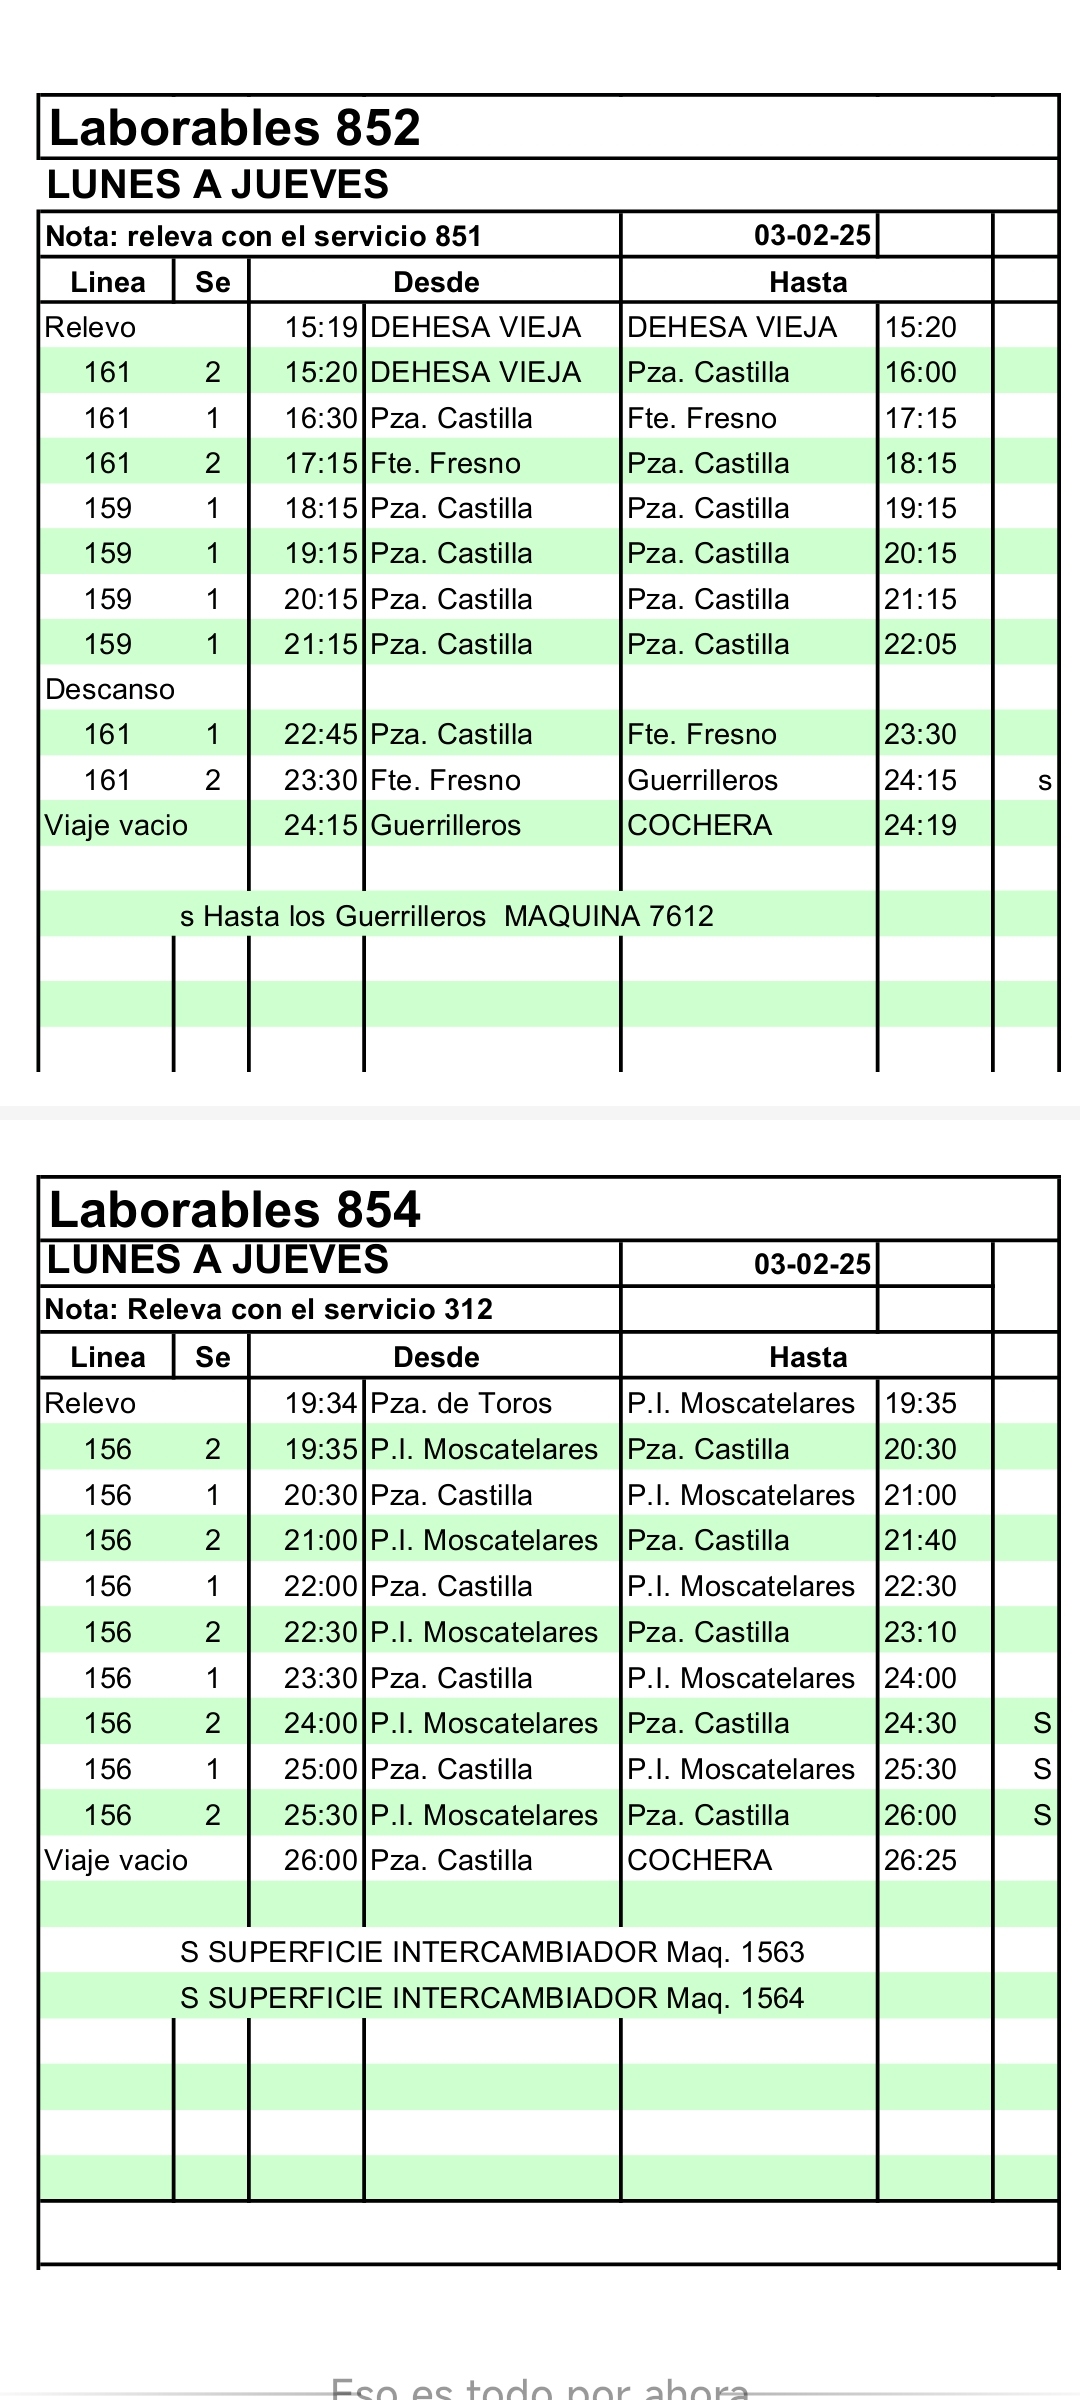 Laborables 852
LUNES A JUEVES
Nota: releva con el servicio 851 03-02-25
Linea Se Desde Hasta
Relevo 15:19 DEHESA VIEJA DEHESA VIEJA 15:20
161 2 15:20 DEHESA VIEJA Pza. Castilla 16:00
161 1 16:30 Pza. Castilla Fte. Fresno 17:15
161 2 17:15 Fte. Fresno Pza. Castilla 18:15
159 1 18:15 Pza. Castilla Pza. Castilla 19:15
159 1 19:15 Pza. Castilla Pza. Castilla 20:15
159 1 20:15 Pza. Castilla Pza. Castilla 21:15
159 1 21:15 Pza. Castilla Pza. Castilla 22:05
Descanso
161 1 22:45 Pza. Castilla Fte. Fresno 23:30
161 2 23:30 Fte. Fresno Guerrilleros 24:15 s
Viaje vacio 24:15 Guerrilleros COCHERA 24:19
s Hasta los Guerrilleros MAQUINA 7612
Laborables 854
LUNES A JUEVES 03-02-25
Nota: Releva con el servicio 312
Linea Se Desde Hasta
Relevo 19:34 Pza. de Toros P.I. Moscatelares 19:35
156 2 19:35 P.I. Moscatelares Pza. Castilla 20:30
156 1 20:30 Pza. Castilla P.I. Moscatelares 21:00
156 2 21:00 P.I. Moscatelares Pza. Castilla 21:40
156 1 22:00 Pza. Castilla P.I. Moscatelares 22:30
156 2 22:30 P.I. Moscatelares Pza. Castilla 23:10
156 1 23:30 Pza. Castilla P.I. Moscatelares 24:00
156 2 24:00 P.I. Moscatelares Pza. Castilla 24:30 S
156 1 25:00 Pza. Castilla P.I. Moscatelares 25:30 S
156 2 25:30 P.I. Moscatelares Pza. Castilla 26:00 S
Viaje vacio 26:00 Pza. Castilla COCHERA 26:25
S SUPERFICIE INTERCAMBIADOR Maq. 1563
S SUPERFICIE INTERCAMBIADOR Maq. 1564
Eso es todo por ahora